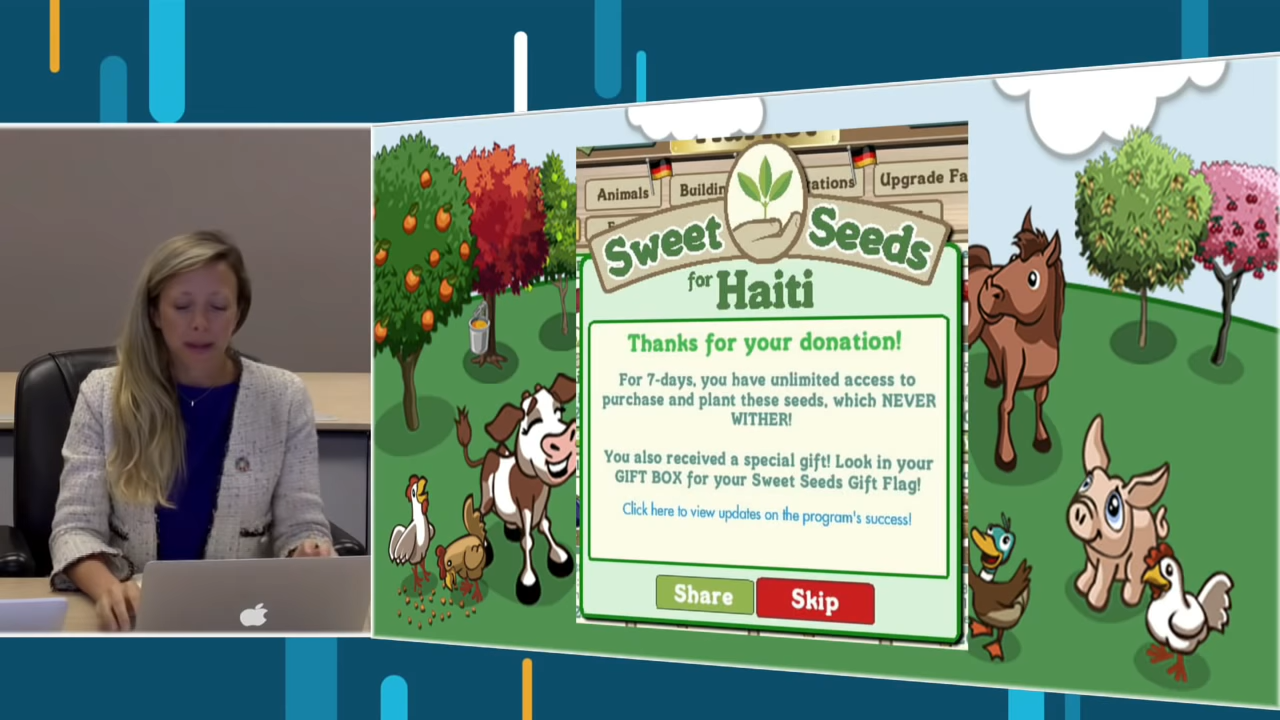 Animals
Upgrade Fa
Sweet Seeds
for Haiti
Thanks for your donation!
For 7-days, you have unlimited access to
purchase and plant these seeds, which NEVER
WITHER!
You also received a special gift! Look in your
GIFT BOX for your Sweet Seeds Gift Flag!
Click here to view updates on the program's success!
Share
Skip